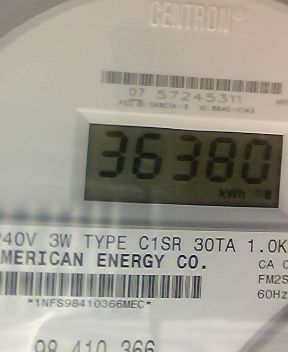 CENTRON®
07 57245311
36380
kWh
240V 3W TYPE C1SR 30TA 1.0K
AMERICAN ENERGY CO. CA 
FM2S
*1NFS98410366MEC* 60Hz
98 410 366